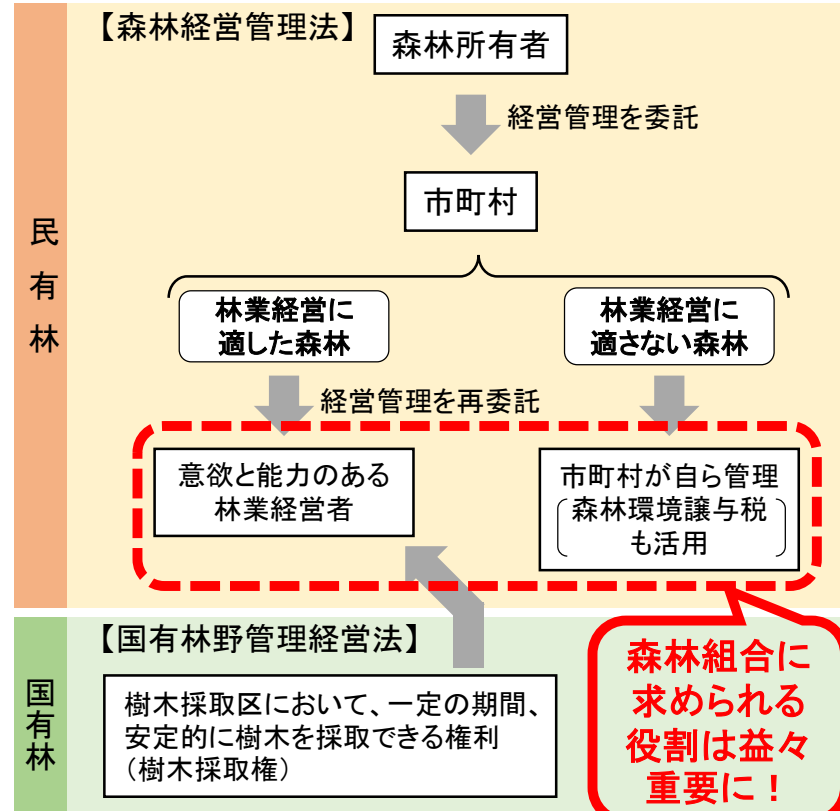 民有林
【森林経営管理法】
森林所有者
経営管理を委託
市町村
林業経営に
適した森林
林業経営に
適さない森林
経営管理を再委託
意欲と能力のある
林業経営者
市町村が自ら管理
森林環境譲与税
も活用
国有林
【国有林野管理経営法】
樹木採取区において、一定の期間、
安定的に樹木を採取できる権利
（樹木採取権）
森林組合に
求められる
役割は益々
重要に！